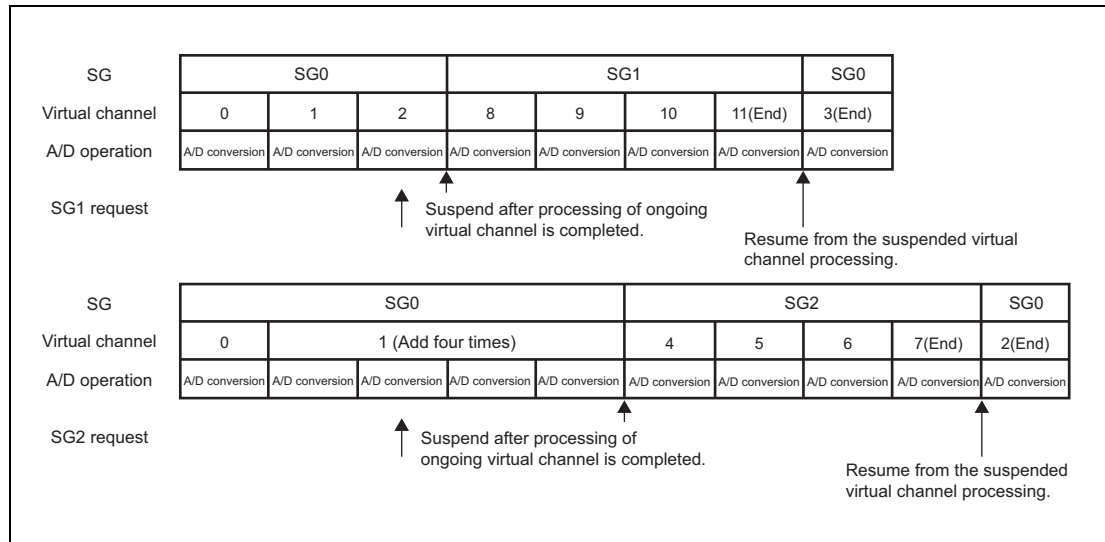 SG SG0 SG1 SG0
Virtual channel 0 1 2 8 9 10 11(End) 3(End)
A/D operation A/D conversion A/D conversion A/D conversion A/D conversion A/D conversion A/D conversion A/D conversion A/D conversion
SG1 request
Suspend after processing of ongoing
virtual channel is completed.
Resume from the suspended virtual
channel processing.
SG SG0 SG2 SG0
Virtual channel 0 1 (Add four times) 4 5 6 7(End) 2(End)
A/D operation A/D conversion A/D conversion A/D conversion A/D conversion A/D conversion A/D conversion A/D conversion A/D conversion A/D conversion A/D conversion
SG2 request
Suspend after processing of
ongoing virtual channel is completed.
Resume from the suspended
virtual channel processing.